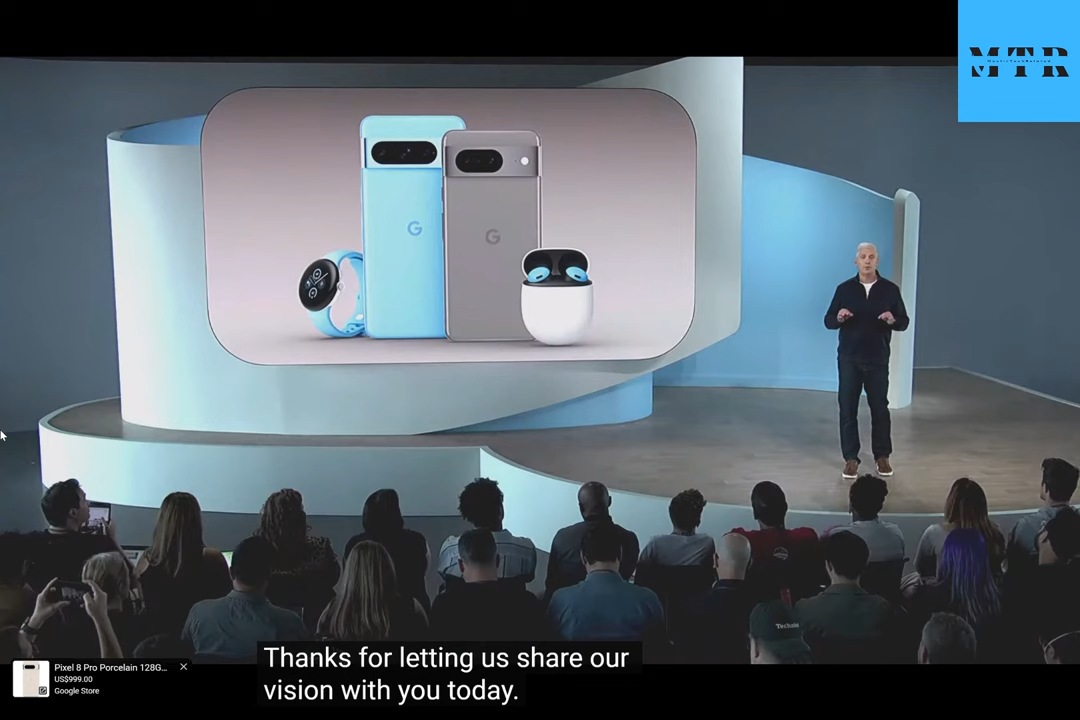 MTR
Thanks for letting us share our
vision with you today.
Pixel 8 Pro Porcelain 128G...
US$999.00
Google Store
G
G